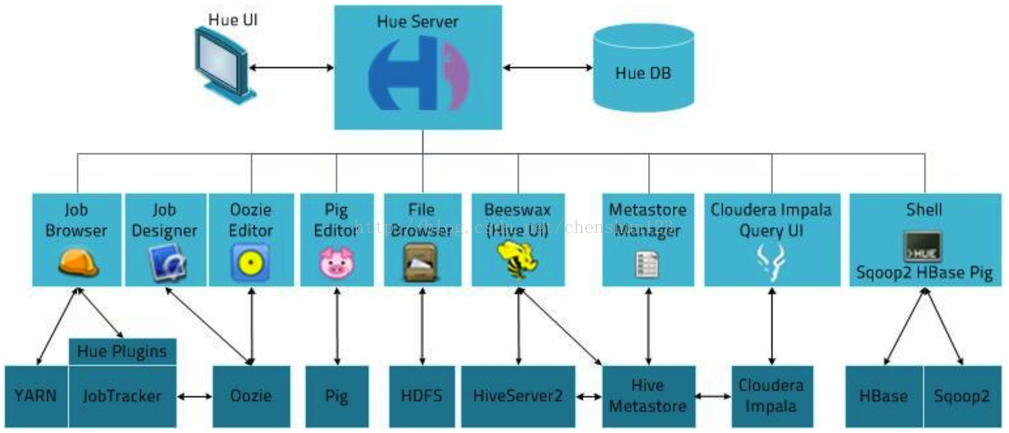 Hue UI
Hue Server
Hue DB
Job
Browser
Job
Designer
Oozie
Editor
Pig
Editor
File
Browser
Beeswax
(Hive UI)
Metastore
Manager
Cloudera Impala
Query UI
Shell
>HUE
Sqoop2 HBase Pig
Hue Plugins
YARN
JobTracker
Oozie
Pig
HDFS
HiveServer2
Hive
Metastore
Cloudera
Impala
HBase
Sqoop2